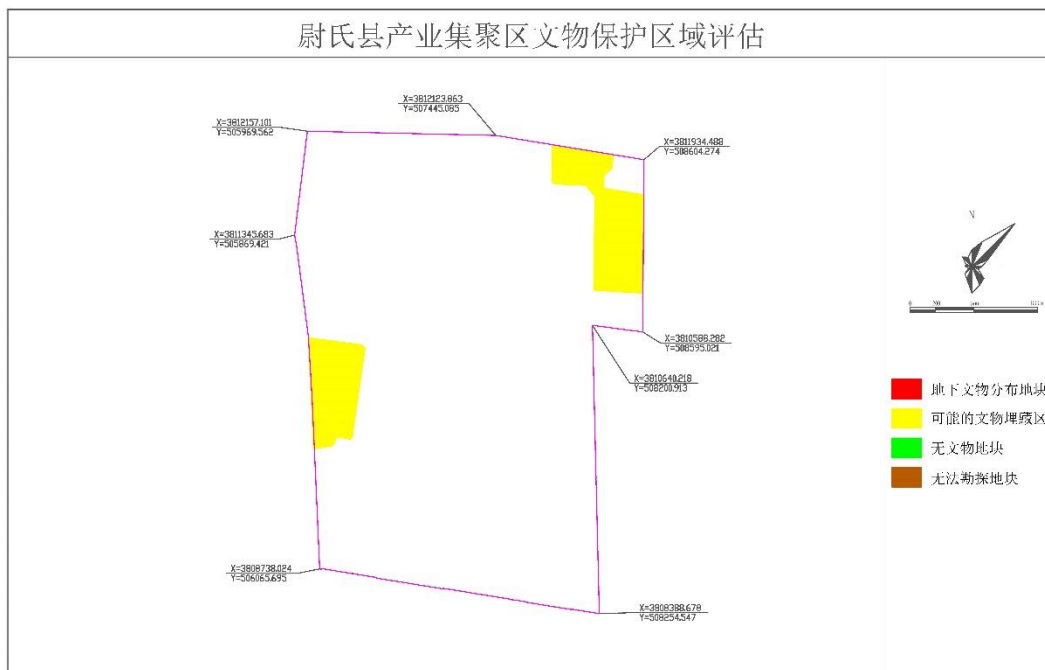 尉氏县产业集聚区文物保护区域评估
X=3812123.863
Y=507445.085
X=3812157.101
Y=505969.562
X=3811934.488
Y=508604.274
X=3811345.683
Y=505869.421
N
X=3810588.282
Y=508595.021
X=3810640.218
Y=508200.913
地下文物分布地块
可能的文物埋藏区
无文物地块
无法勘探地块
X=3808738.024
Y=506065.695
X=3808388.678
Y=508254.547